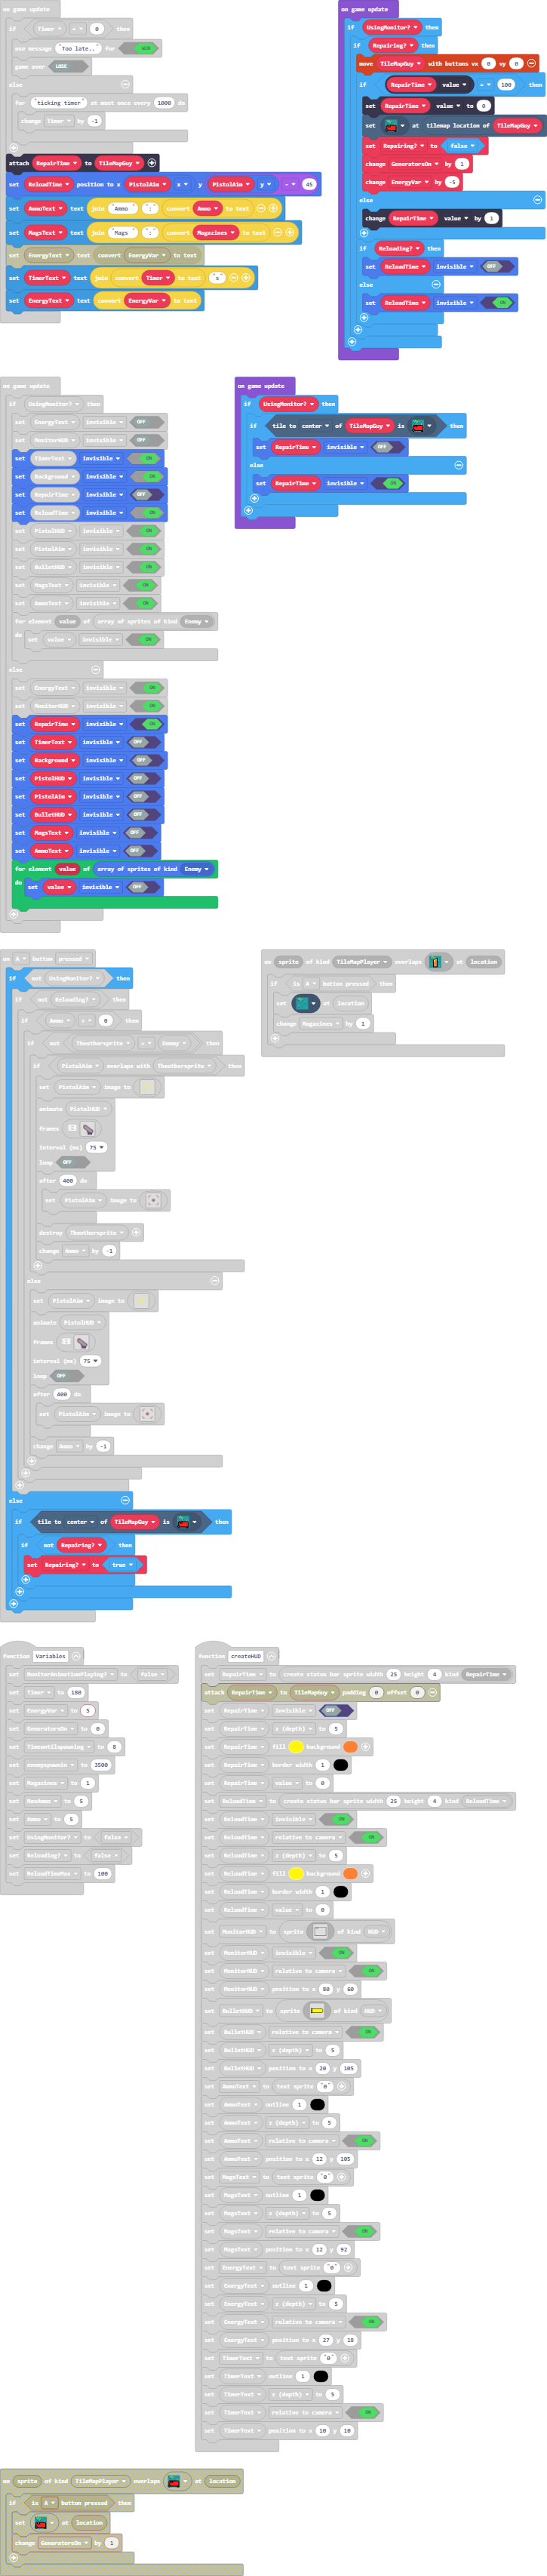 on game update
if Timer = 0 then
use message "Too late.." for WIN
game over LOSE
else
for "ticking timer" at most once every 1000 do
change Timer by -1
attach RepairTime to TileMapGuy
set ReloadTime position to x PistolAim x y PistolAim y - 45
set AmmoText text join "Ammo" ":" convert Ammo to text
set MagsText text join "Mags" ":" convert Magazines to text
set EnergyText text convert EnergyVar to text
set TimerText text join convert Timer to text "s"
set EnergyText text convert EnergyVar to text
on game update
if UsingMonitor? then
if Repairing? then
move TileMapGuy with buttons vx 0 vy 0
if RepairTime value = 100 then
set RepairTime value to 0
set at tilemap location of TileMapGuy
set Repairing? to false
change GeneratorsOn by 1
change EnergyVar by -5
else
change RepairTime value by 1
if Reloading? then
set ReloadTime invisible OFF
else
set ReloadTime invisible ON
on game update
if UsingMonitor? then
set EnergyText invisible OFF
set MonitorHUD invisible OFF
set TimerText invisible ON
set Background invisible ON
set RepairTime invisible OFF
set ReloadTime invisible ON
set PistolHUD invisible ON
set PistolAim invisible ON
set BulletHUD invisible ON
set MagsText invisible ON
set AmmoText invisible ON
for element value of array of sprites of kind Enemy
do set value invisible ON
else
set EnergyText invisible ON
set MonitorHUD invisible ON
set RepairTime invisible ON
set TimerText invisible OFF
set Background invisible OFF
set PistolHUD invisible OFF
set PistolAim invisible OFF
set BulletHUD invisible OFF
set MagsText invisible OFF
set AmmoText invisible OFF
for element value of array of sprites of kind Enemy
do set value invisible OFF
on game update
if UsingMonitor? then
if tile to center of TileMapGuy is then
set RepairTime invisible OFF
else
set RepairTime invisible ON
on A button pressed
if not UsingMonitor? then
if not Reloading? then
if Ammo > 0 then
if not Theothersprite = Enemy then
if PistolAim overlaps with Theothersprite then
set PistolAim image to
animate PistolHUD
frames
interval (ms) 75
loop OFF
after 400 do
set PistolAim image to
destroy Theothersprite
change Ammo by -1
else
set PistolAim image to
animate PistolHUD
frames
interval (ms) 75
loop OFF
after 400 do
set PistolAim image to
change Ammo by -1
else
if tile to center of TileMapGuy is then
if not Repairing? then
set Repairing? to true
on sprite of kind TileMapPlayer overlaps at location
if is A button pressed then
set at location
change Magazines by 1
function Variables
set MonitorAnimationPlaying? to false
set Timer to 180
set EnergyVar to 5
set GeneratorsOn to 0
set Timeuntilspawning to 8
set enemyspawnin to 3500
set Magazines to 1
set MaxAmmo to 5
set Ammo to 5
set UsingMonitor? to false
set Reloading? to false
set ReloadTimeMax to 100
function createHUD
set RepairTime to create status bar sprite width 25 height 4 kind RepairTime
attach RepairTime to TileMapGuy padding 0 offset 0
set RepairTime invisible OFF
set RepairTime z (depth) to 5
set RepairTime fill background
set RepairTime border width 1
set RepairTime value to 0
set ReloadTime to create status bar sprite width 25 height 4 kind ReloadTime
set ReloadTime invisible ON
set ReloadTime relative to camera ON
set ReloadTime z (depth) to 5
set ReloadTime fill background
set ReloadTime border width 1
set ReloadTime value to 0
set MonitorHUD to sprite of kind HUD
set MonitorHUD invisible ON
set MonitorHUD relative to camera ON
set MonitorHUD position to x 80 y 60
set BulletHUD to sprite of kind HUD
set BulletHUD relative to camera ON
set BulletHUD z (depth) to 5
set BulletHUD position to x 20 y 105
set AmmoText to text sprite "0"
set AmmoText outline 1
set AmmoText z (depth) to 5
set AmmoText relative to camera ON
set AmmoText position to x 12 y 105
set MagsText to text sprite "0"
set MagsText outline 1
set MagsText z (depth) to 5
set MagsText relative to camera ON
set MagsText position to x 12 y 92
set EnergyText to text sprite "0"
set EnergyText outline 1
set EnergyText z (depth) to 5
set EnergyText relative to camera ON
set EnergyText position to x 27 y 18
set TimerText to text sprite "0"
set TimerText outline 1
set TimerText z (depth) to 5
set TimerText relative to camera ON
set TimerText position to x 10 y 10
on sprite of kind TileMapPlayer overlaps at location
if is A button pressed then
set at location
change GeneratorsOn by 1